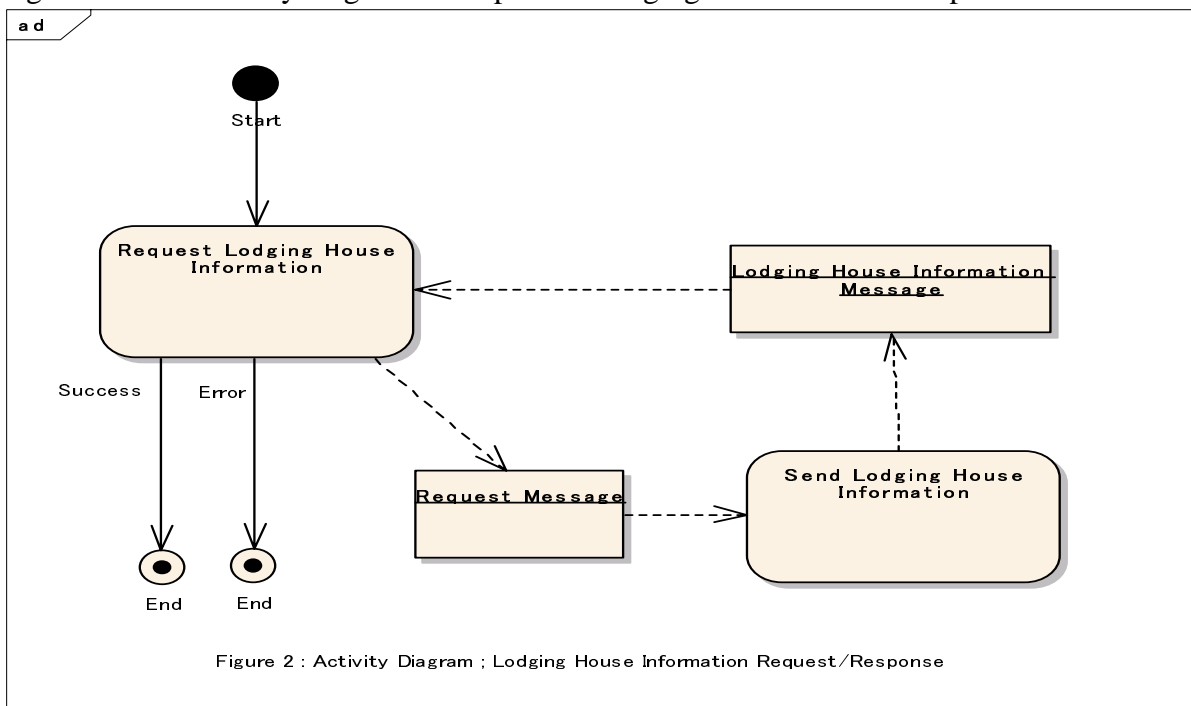 ad
Start
Request Lodging House
Information
Lodging House Information
Message
Success
Error
Request Message
Send Lodging House
Information
End
End
Figure 2 : Activity Diagram ; Lodging House Information Request/Response